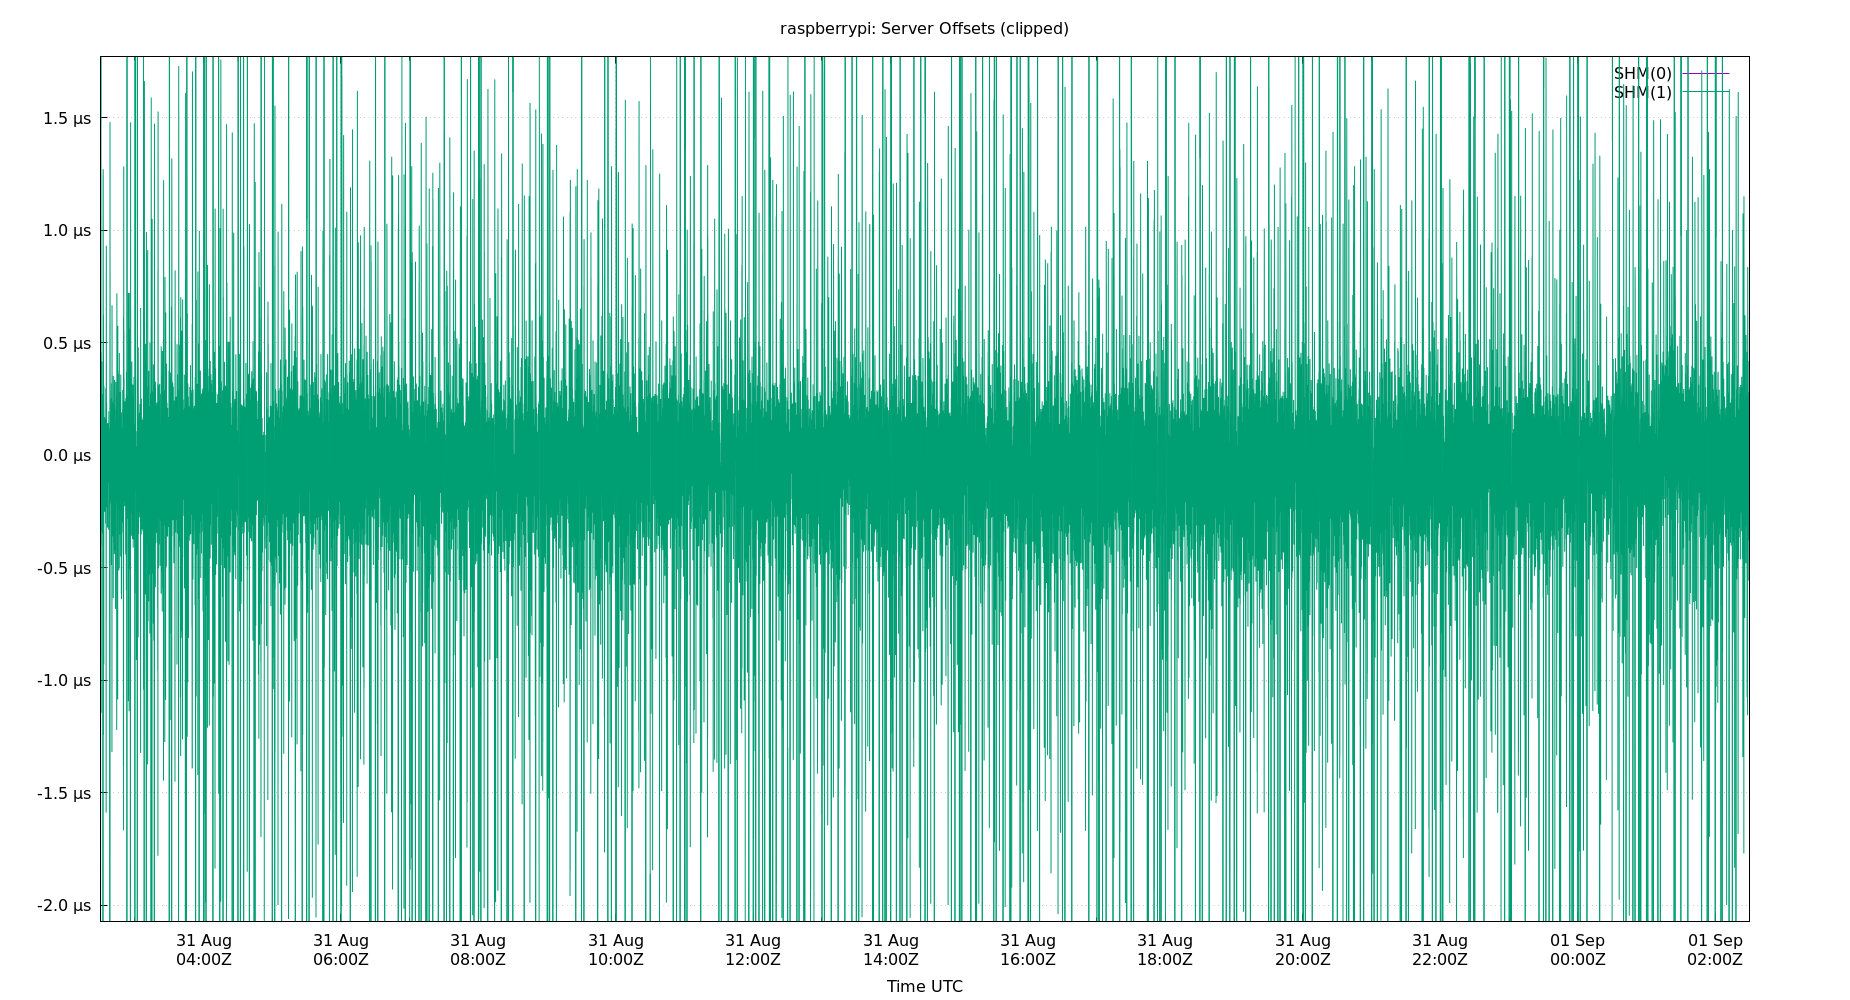 raspberrypi: Server Offsets (clipped)
SHM(0)
SHM(1)
1.5 µs
1.0 µs
0.5 µs
0.0 µs
-0.5 µs
-1.0 µs
-1.5 µs
-2.0 µs
31 Aug 31 Aug 31 Aug 31 Aug 31 Aug 31 Aug 31 Aug 31 Aug 31 Aug 31 Aug 01 Sep 01 Sep
04:00Z 06:00Z 08:00Z 10:00Z 12:00Z 14:00Z 16:00Z 18:00Z 20:00Z 22:00Z 00:00Z 02:00Z
Time UTC